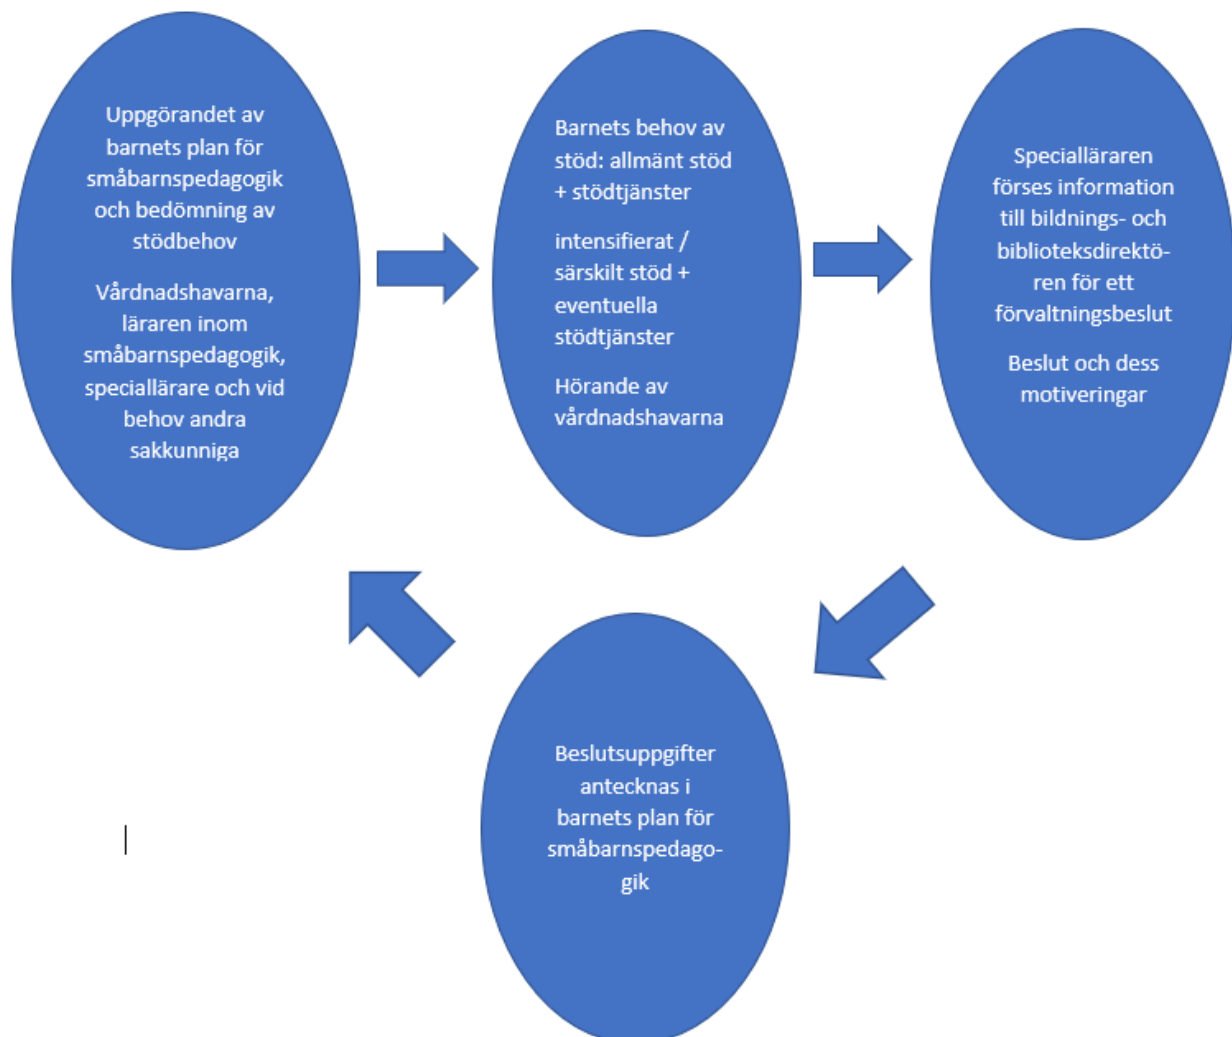 Uppgörandet av
barnets plan för
småbarnspedagogik
och bedömning av
stödbehov
Vårdnadshavarna,
läraren inom
småbarnspedagogik,
speciallärare och vid
behov andra
sakkunniga
Barnets behov av
stöd: allmänt stöd
+ stödtjänster
intensifierat /
särskilt stöd +
eventuella
stödtjänster
Hörande av
vårdnadshavarna
Specialläraren
förses information
till bildnings- och
biblioteksdirektö-
ren för ett
förvaltningsbeslut
Beslut och dess
motiveringar
Beslutsuppgifter
antecknas i
barnets plan för
småbarnspedago-
gik